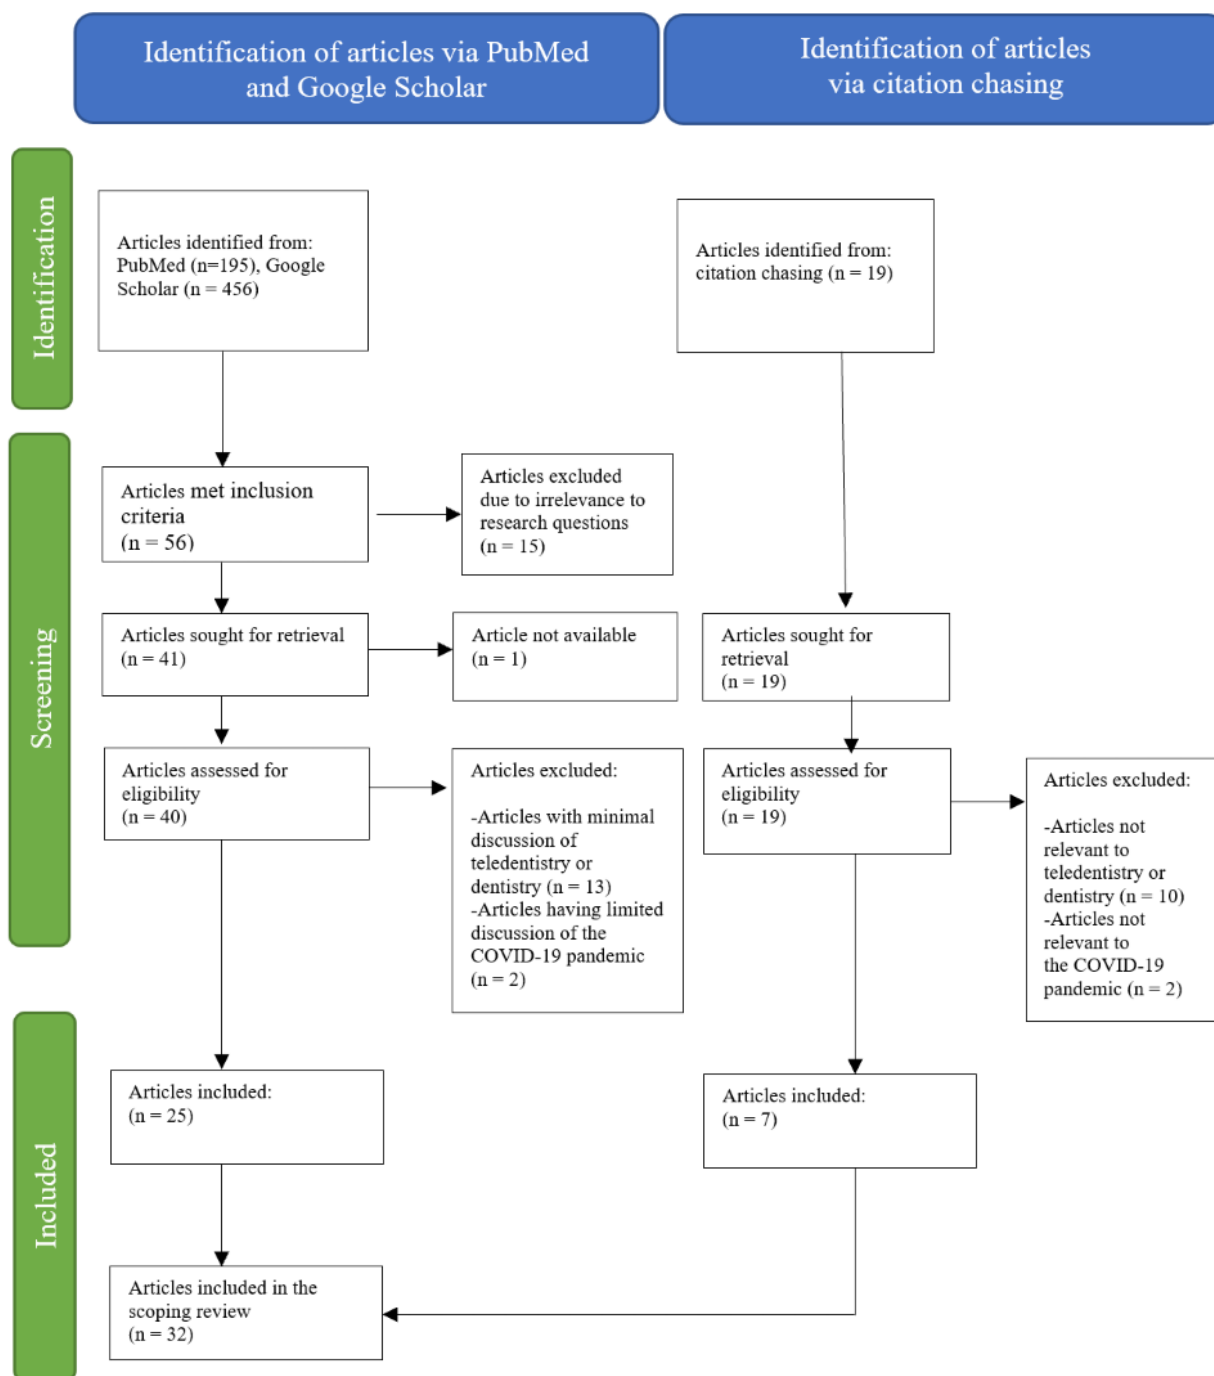 Identification of articles via PubMed
and Google Scholar
Identification of articles
via citation chasing
Identification
Articles identified from:
PubMed (n=195), Google
Scholar (n = 456)
Articles identified from:
citation chasing (n = 19)
Screening
Articles met inclusion
criteria
(n = 56)
Articles excluded
due to irrelevance to
research questions
(n = 15)
Articles sought for retrieval
(n = 41)
Article not available
(n = 1)
Articles sought for
retrieval
(n = 19)
Articles assessed for
eligibility
(n = 40)
Articles excluded:
-Articles with minimal
discussion of
teledentistry or
dentistry (n = 13)
-Articles having limited
discussion of the
COVID-19 pandemic
(n = 2)
Articles assessed for
eligibility
(n = 19)
Articles excluded:
-Articles not
relevant to
teledentistry or
dentistry (n = 10)
-Articles not
relevant to
the COVID-19
pandemic (n = 2)
Included
Articles included:
(n = 25)
Articles included:
(n = 7)
Articles included in the
scoping review
(n = 32)